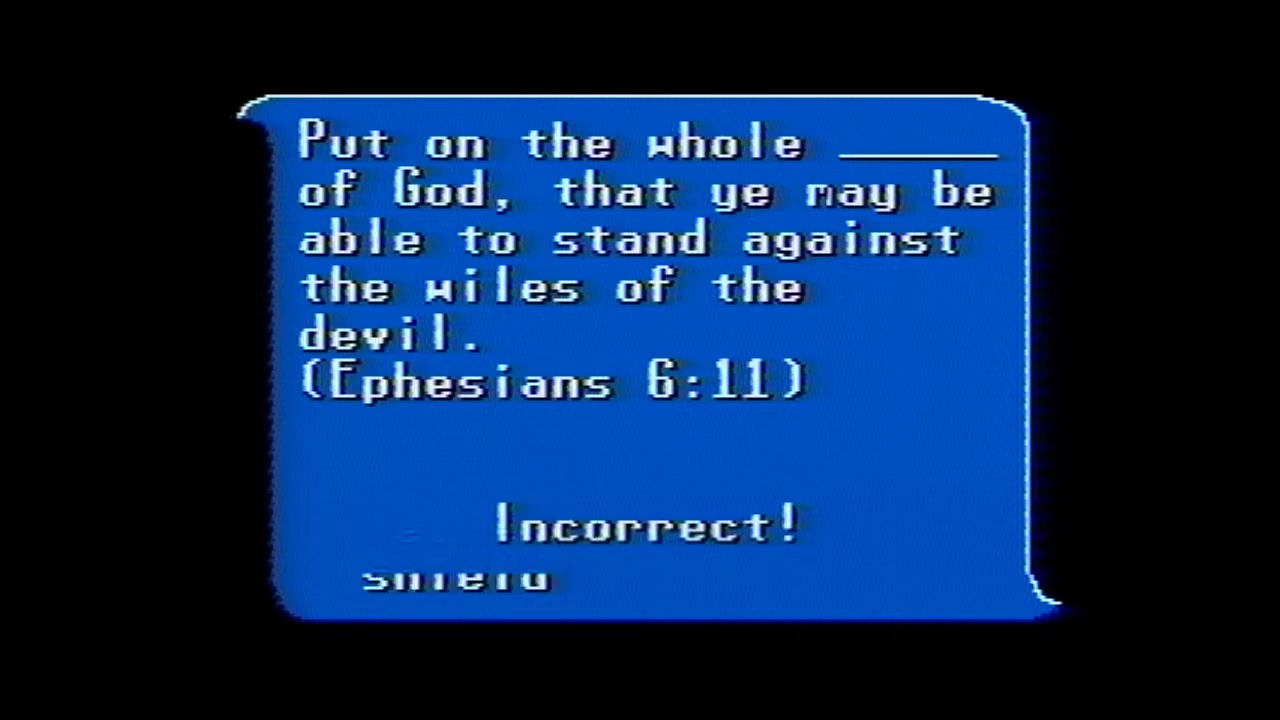 Put on the whole _____
of God, that ye may be
able to stand against
the wiles of the
devil.
(Ephesians 6:11)
Incorrect!
shield